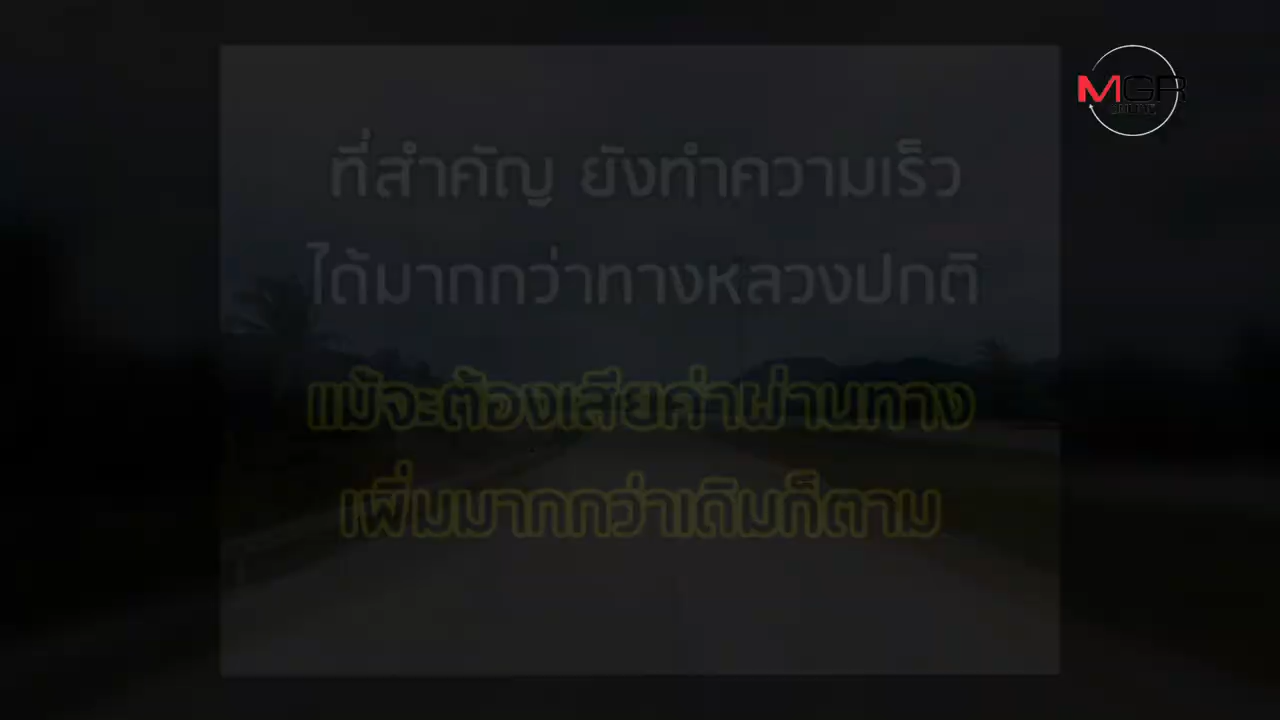 MGR
ที่สำคัญ ยังทำความเร็ว
ได้มากกว่าทางหลวงปกติ
แม้จะต้องเสียค่าผ่านทาง
เพิ่มมากกว่าเดิมก็ตาม